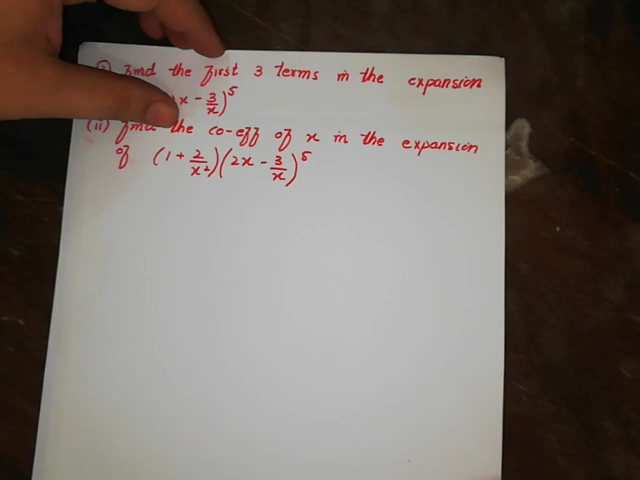 (i) Find the first 3 terms in the expansion
x - 3/x)^5
(ii) Find the co-eff of x in the expansion
of (1 + 2/x²)(2x - 3/x)^5